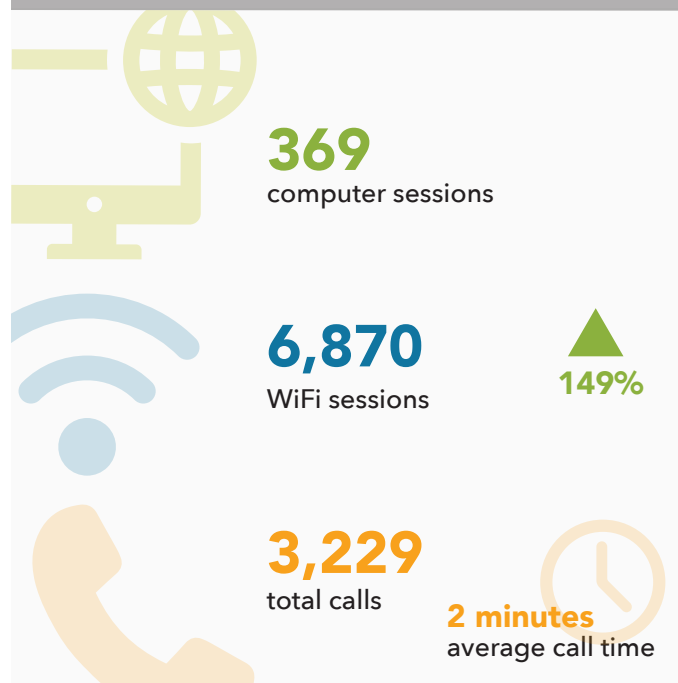 369
computer sessions
6,870
WiFi sessions
149%
3,229
total calls
2 minutes
average call time